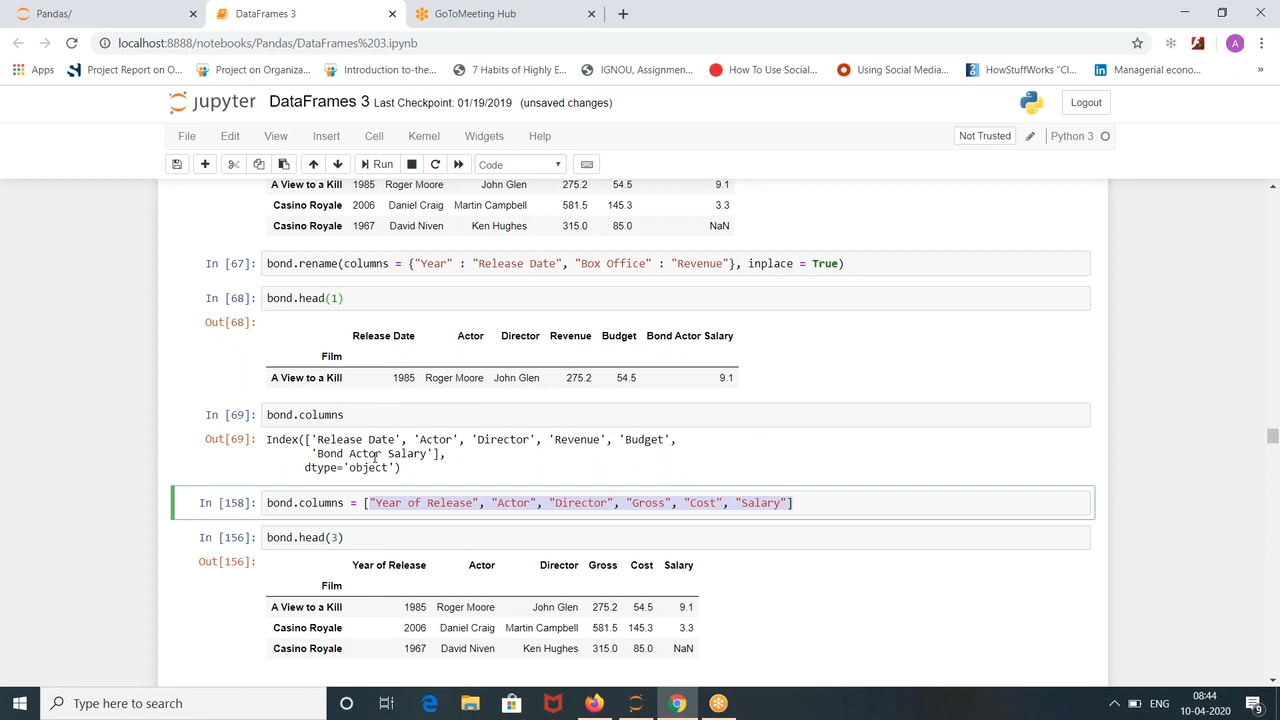 Pandas/
DataFrames 3
GoToMeeting Hub
localhost:8888/notebooks/Pandas/DataFrames%203.ipynb
A
Apps
Project Report on O...
Project on Organiza...
Introduction-to-the...
7 Habits of Highly E...
IGNOU, Assignmen...
How To Use Social...
Using Social Media...
HowStuffWorks "Cl...
Managerial econo...
»
jupyter DataFrames 3 Last Checkpoint: 01/19/2019 (unsaved changes)
Logout
File Edit View Insert Cell Kernel Widgets Help
Not Trusted
Python 3
Run
Code
A View to a Kill 1985 Roger Moore John Glen 275.2 54.5 9.1
Casino Royale 2006 Daniel Craig Martin Campbell 581.5 145.3 3.3
Casino Royale 1967 David Niven Ken Hughes 315.0 85.0 NaN
In [67]: bond.rename(columns = {"Year" : "Release Date", "Box Office" : "Revenue"}, inplace = True)
In [68]: bond.head(1)
Out[68]:
Release Date Actor Director Revenue Budget Bond Actor Salary
Film
A View to a Kill 1985 Roger Moore John Glen 275.2 54.5 9.1
In [69]: bond.columns
Out[69]: Index(['Release Date', 'Actor', 'Director', 'Revenue', 'Budget',
'Bond Actor Salary'],
dtype='object')
In [158]: bond.columns = ["Year of Release", "Actor", "Director", "Gross", "Cost", "Salary"]
In [156]: bond.head(3)
Out[156]:
Year of Release Actor Director Gross Cost Salary
Film
A View to a Kill 1985 Roger Moore John Glen 275.2 54.5 9.1
Casino Royale 2006 Daniel Craig Martin Campbell 581.5 145.3 3.3
Casino Royale 1967 David Niven Ken Hughes 315.0 85.0 NaN
Type here to search
ENG
08:44
10-04-2020
9